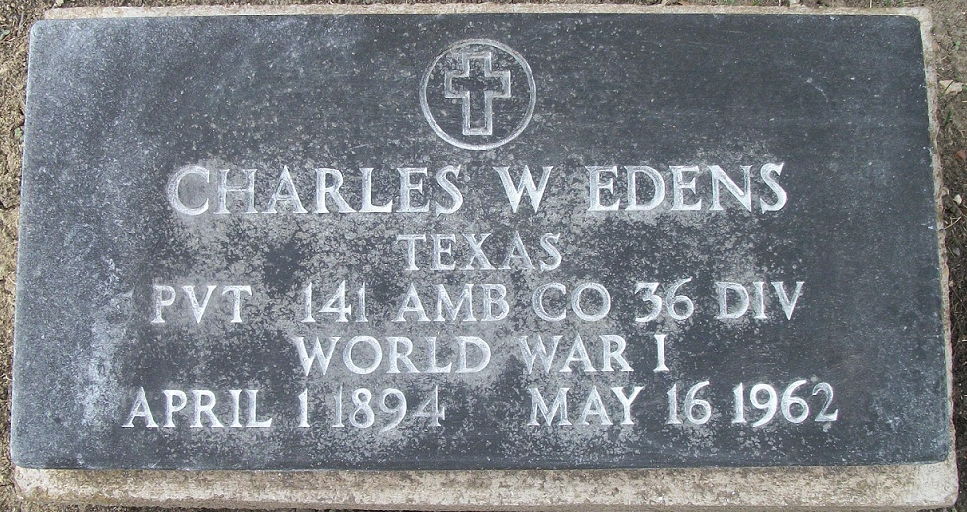 CHARLES W EDENS
TEXAS
PVT 141 AMB CO 36 DIV
WORLD WAR I
APRIL 1 1894 MAY 16 1962